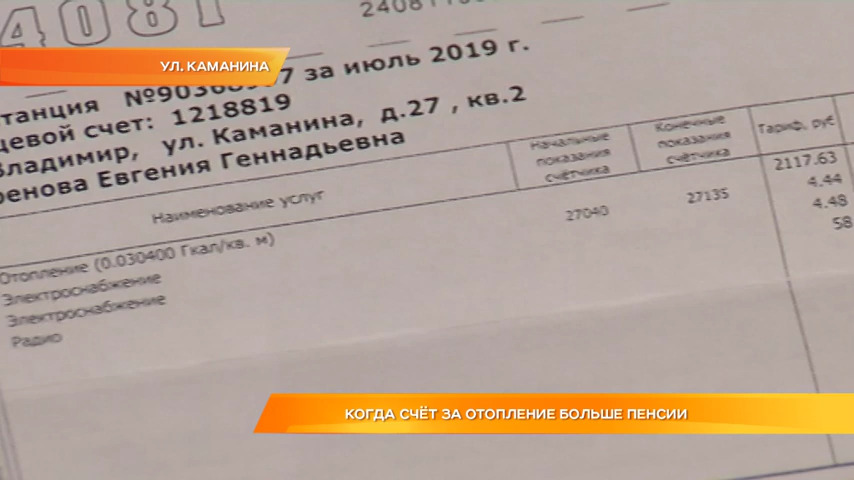 4081
УЛ. КАМАНИНА
за июль 2019 г.
счет: 1218819
Владимир, ул. Каманина, д.27 , кв.2
Евгения Геннадьевна
Наименование услуг
Начальные показания счётчика
Конечные показания счётчика
Тариф, руб
Отопление (0.030400 Гкал/кв. м)
2117.63
Электроснабжение
27040
27135
4.44
Электроснабжение
4.48
Радио
58
КОГДА СЧЁТ ЗА ОТОПЛЕНИЕ БОЛЬШЕ ПЕНСИИ